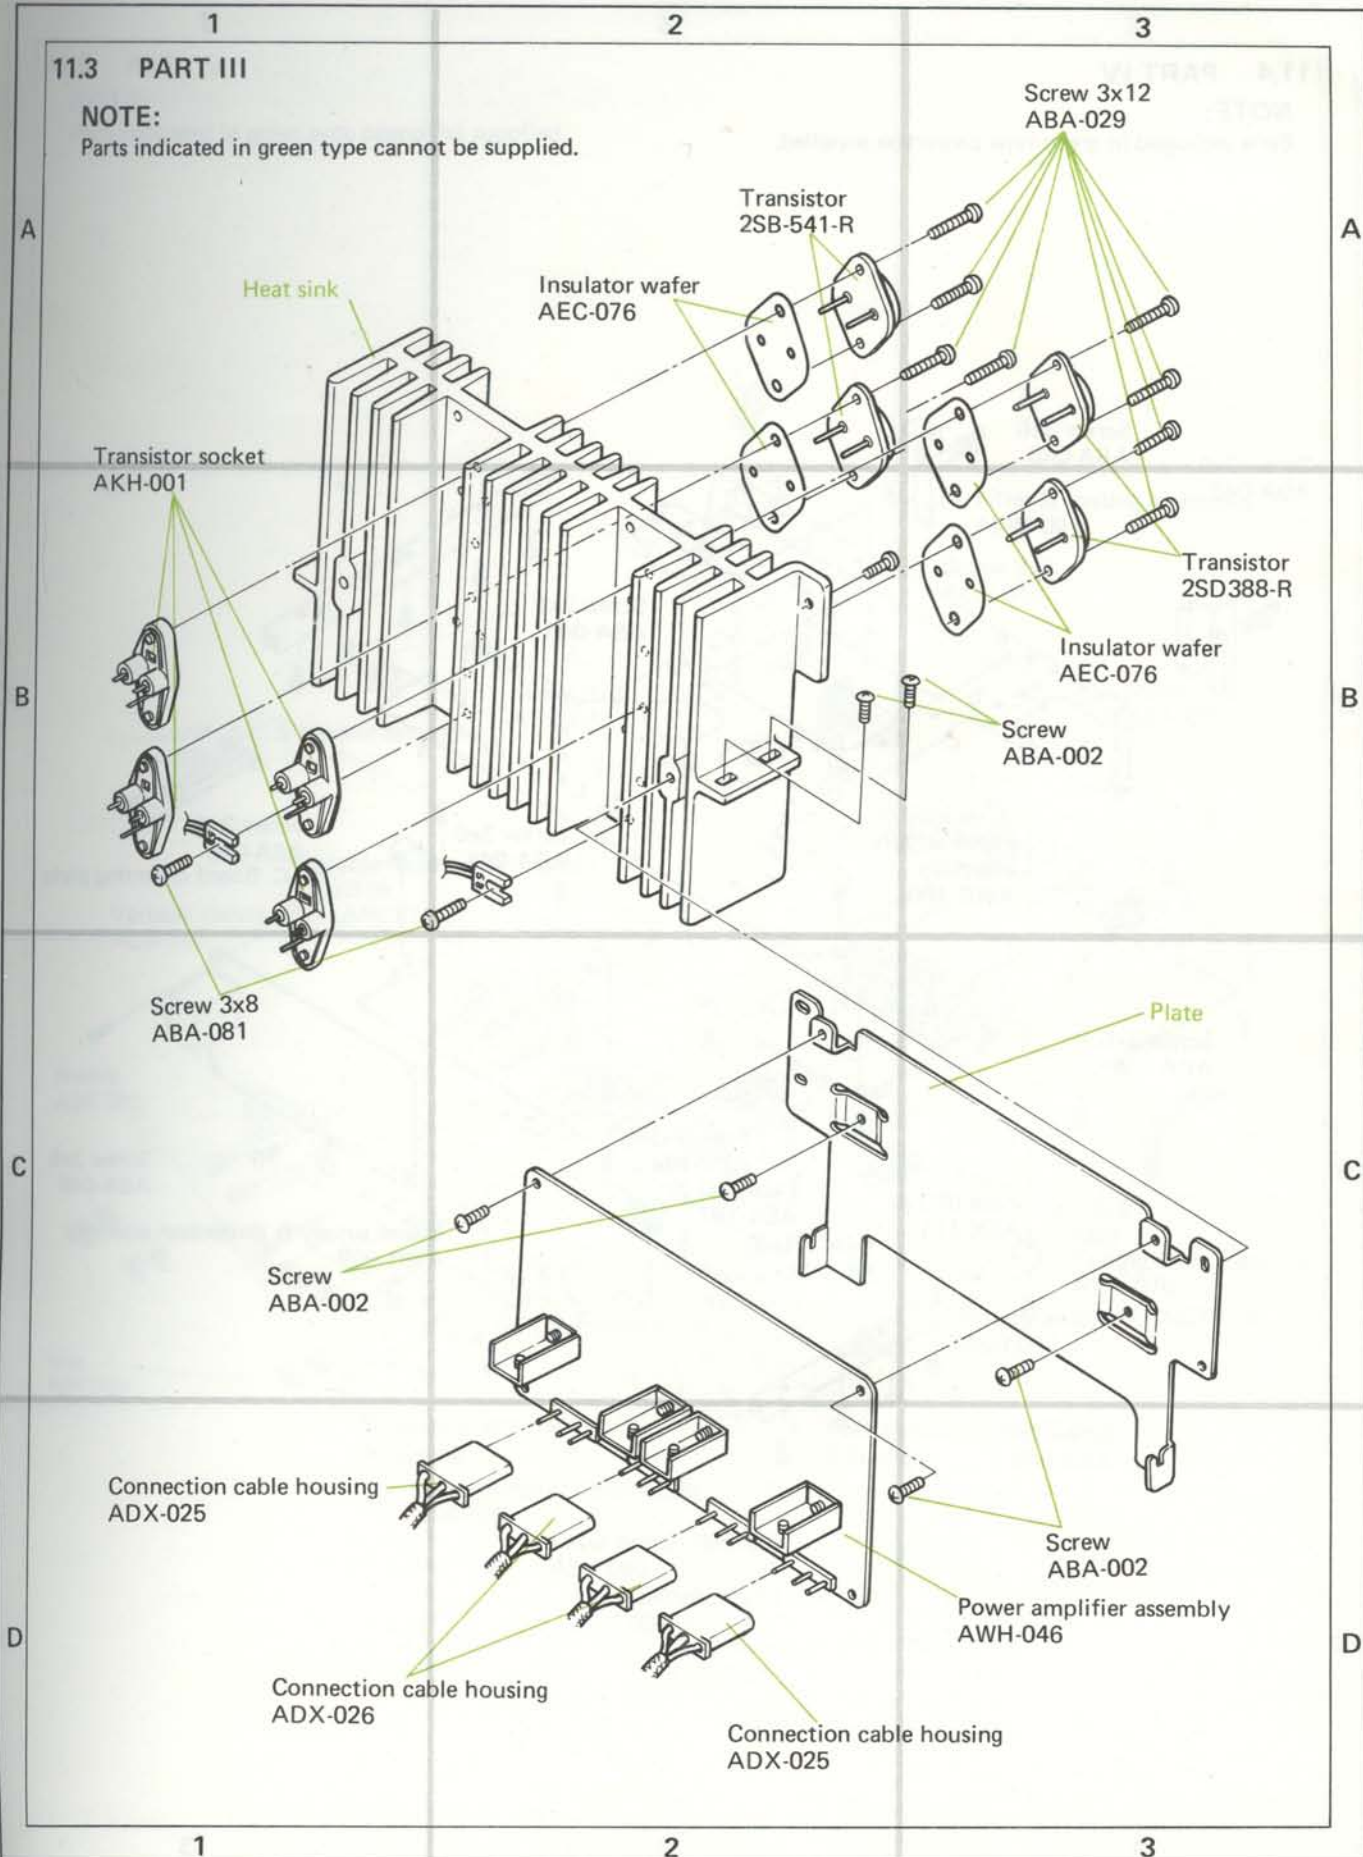 1 2 3
11.3 PART III
NOTE:
Parts indicated in green type cannot be supplied.
Screw 3x12
ABA-029
Transistor
2SB-541-R
A A
Insulator wafer
AEC-076
Heat sink
Transistor socket
AKH-001
Transistor
2SD388-R
Insulator wafer
AEC-076
B B
Screw
ABA-002
Screw 3x8
ABA-081
Plate
C C
Screw
ABA-002
Connection cable housing
ADX-025
Screw
ABA-002
Power amplifier assembly
AWH-046
D D
Connection cable housing
ADX-026
Connection cable housing
ADX-025
1 2 3